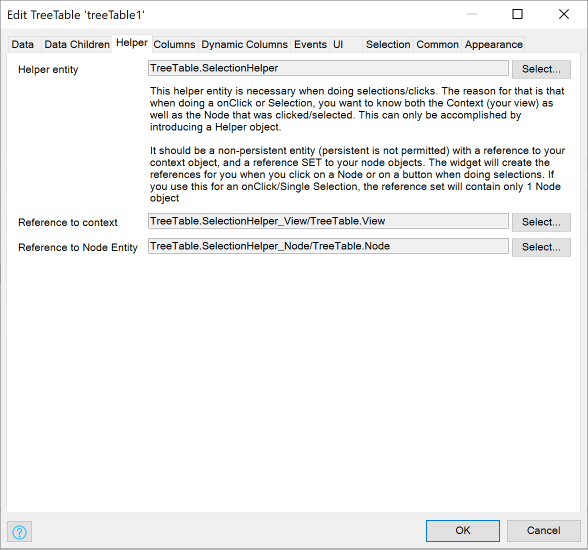 Edit TreeTable 'treeTable1'
Data Data Children Helper Columns Dynamic Columns Events UI Selection Common Appearance
Helper entity TreeTable.SelectionHelper Select...
This helper entity is necessary when doing selections/clicks. The reason for that is that
when doing a onClick or Selection, you want to know both the Context (your view) as
well as the Node that was clicked/selected. This can only be accomplished by
introducing a Helper object.
It should be a non-persistent entity (persistent is not permitted) with a reference to your
context object, and a reference SET to your node objects. The widget will create the
references for you when you click on a Node or on a button when doing selections. If
you use this for an onClick/Single Selection, the reference set will contain only 1 Node
object
Reference to context TreeTable.SelectionHelper_View/TreeTable.View Select...
Reference to Node Entity TreeTable.SelectionHelper_Node/TreeTable.Node Select...
? OK Cancel